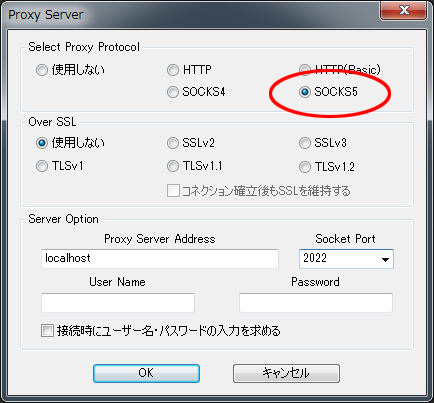 Proxy Server
Select Proxy Protocol
使用しない HTTP HTTP(Basic)
SOCKS4 SOCKS5
Over SSL
使用しない SSLv2 SSLv3
TLSv1 TLSv1.1 TLSv1.2
コネクション確立後もSSLを維持する
Server Option
Proxy Server Address Socket Port
localhost 2022
User Name Password
接続時にユーザー名・パスワードの入力を求める
OK キャンセル